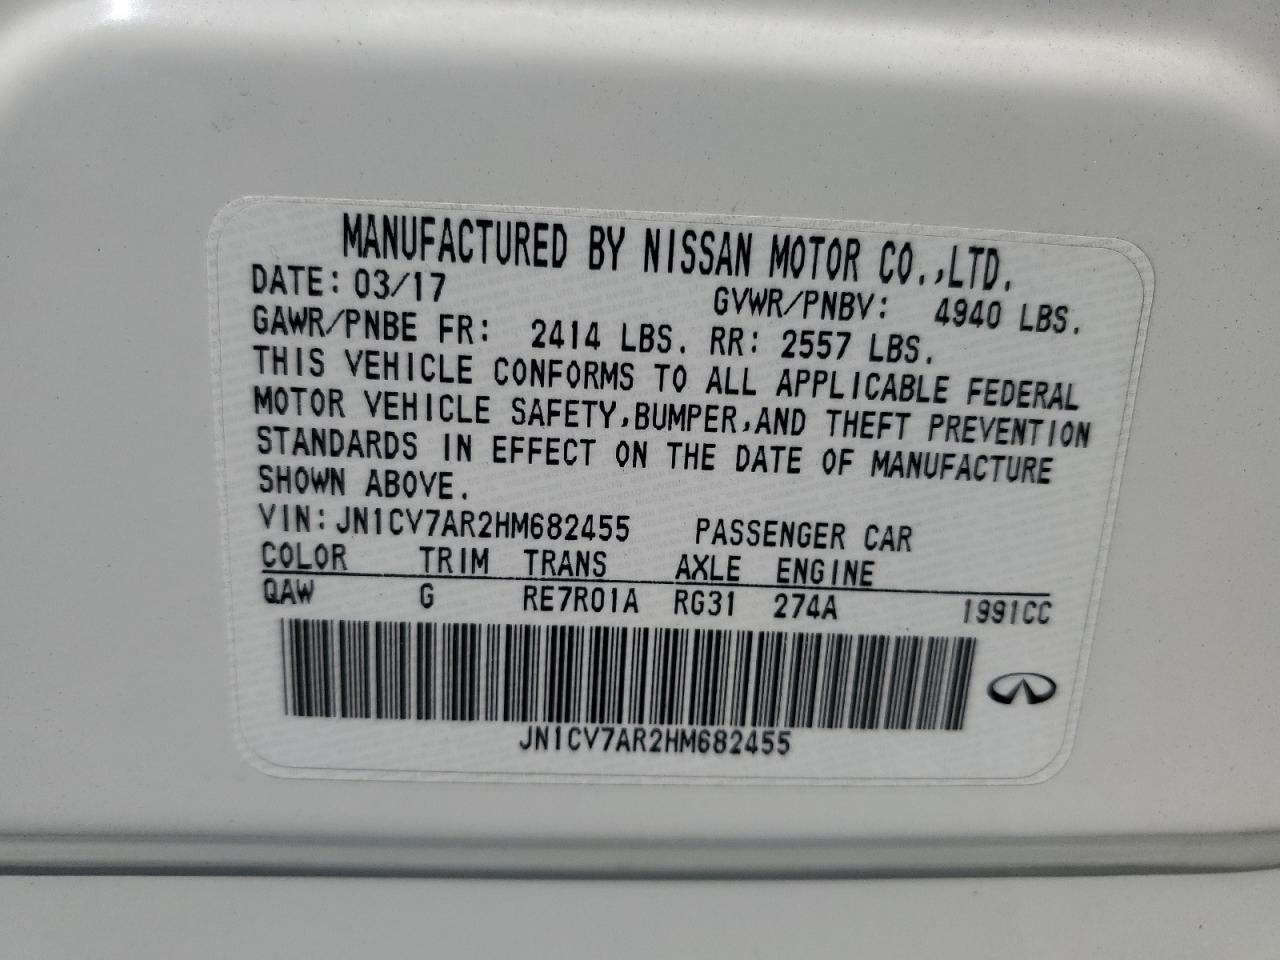 MANUFACTURED BY NISSAN MOTOR CO.,LTD.
DATE: 03/17 GVWR/PNBV: 4940 LBS.
GAWR/PNBE FR: 2414 LBS. RR: 2557 LBS.
THIS VEHICLE CONFORMS TO ALL APPLICABLE FEDERAL
MOTOR VEHICLE SAFETY,BUMPER,AND THEFT PREVENTION
STANDARDS IN EFFECT ON THE DATE OF MANUFACTURE
SHOWN ABOVE.
VIN: JN1CV7AR2HM682455 PASSENGER CAR
COLOR TRIM TRANS AXLE ENGINE
QAW G RE7R01A RG31 274A 1991CC
JN1CV7AR2HM682455